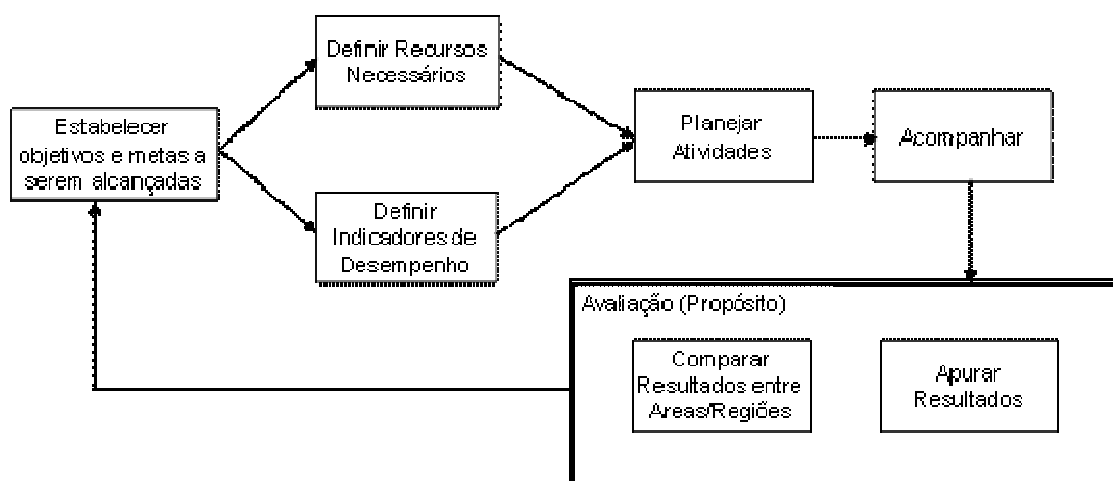 Definir Recursos
Necessários
Estabelecer
objetivos e metas a
serem alcançadas
Planejar
Atividades
Acompanhar
Definir
Indicadores de
Desempenho
Avaliação (Propósito)
Comparar
Resultados entre
Areas/Regiões
Apurar
Resultados